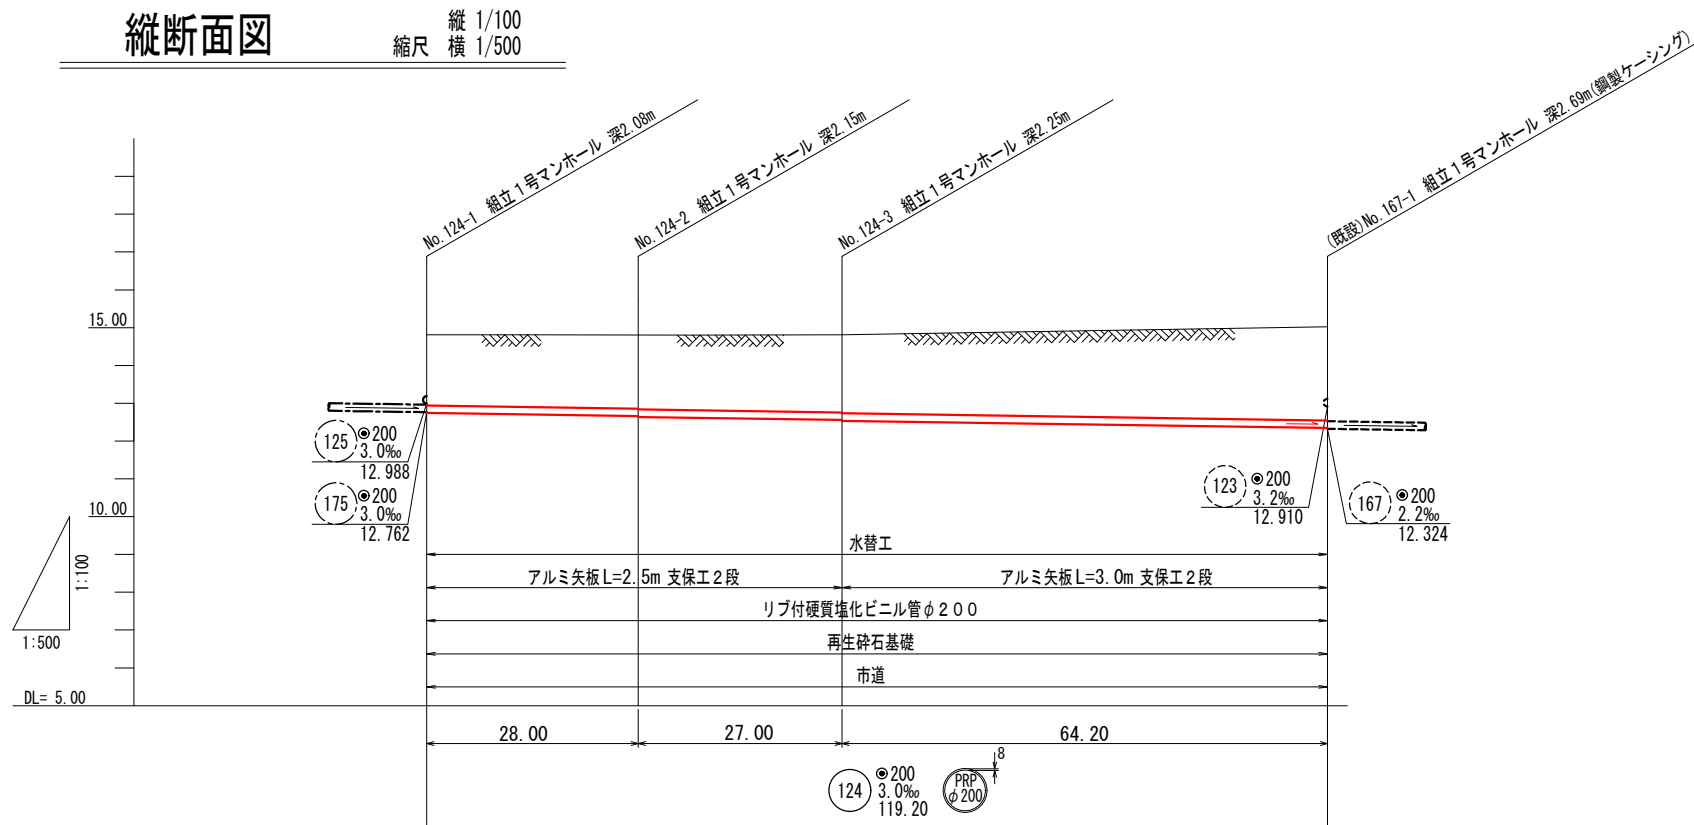 縦断面図
縮尺 縦 1/100
横 1/500
No.124-1 組立1号マンホール 深2.08m
No.124-2 組立1号マンホール 深2.15m
No.124-3 組立1号マンホール 深2.25m
(既設)No.167-1 組立1号マンホール 深2.69m(鋼製ケーシング)
15.00
10.00
DL= 5.00
1:100
1:500
125 200
3.0‰
12.988
175 200
3.0‰
12.762
123 200
3.2‰
12.910
167 200
2.2‰
12.324
水替工
アルミ矢板L=2.5m 支保工2段
アルミ矢板L=3.0m 支保工2段
リブ付硬質塩化ビニル管φ200
再生砕石基礎
市道
28.00
27.00
64.20
124 200
3.0‰
119.20
PRP
φ200
8